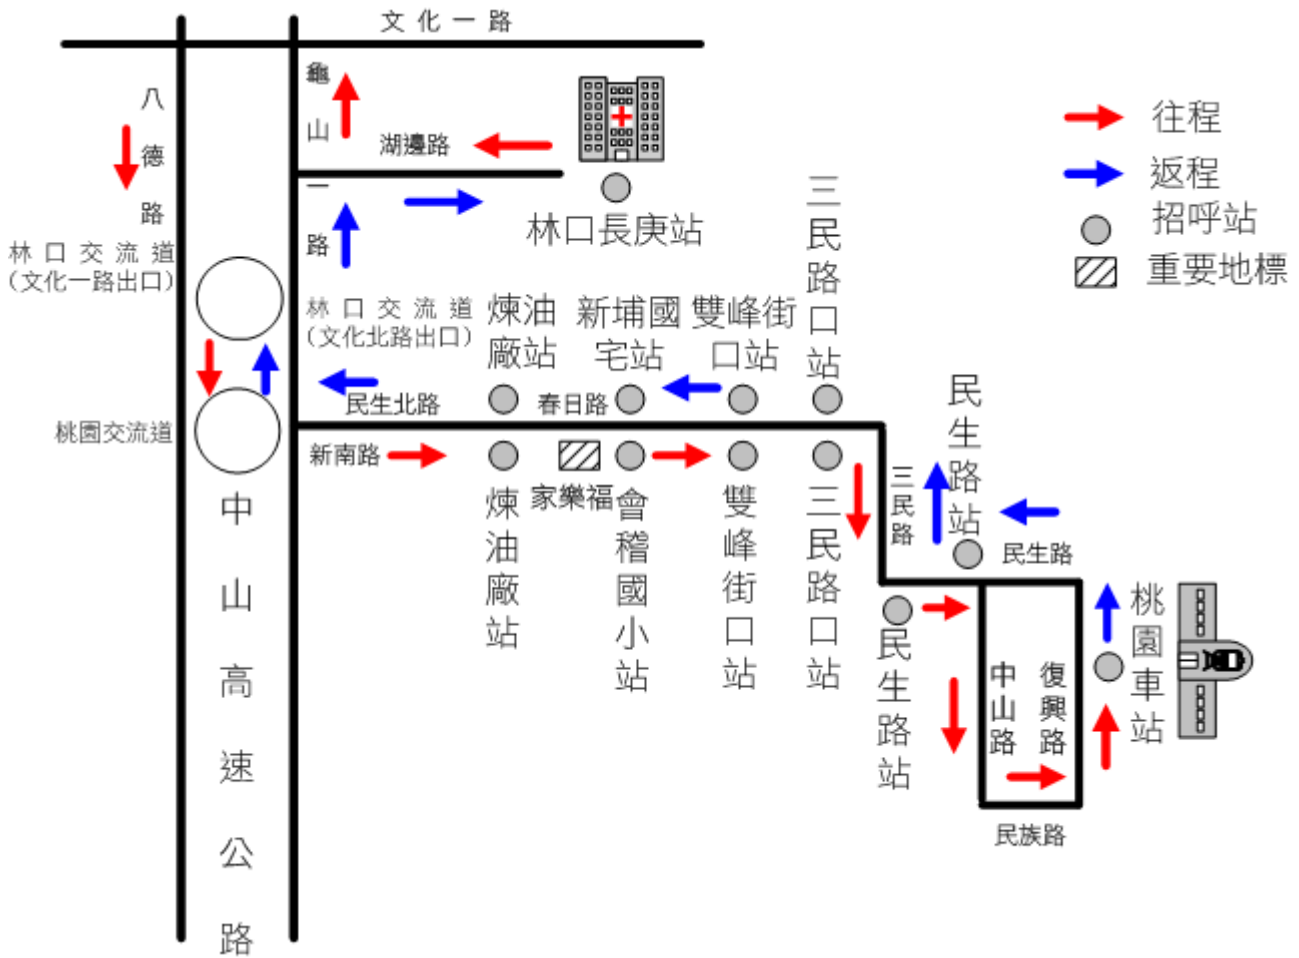 文化一路
八德路
龜山一路
湖邊路
林口長庚站
往程
返程
招呼站
重要地標
林口交流道
(文化一路出口)
林口交流道
(文化北路出口)
煉油
廠站
新埔國
宅站
雙峰街
口站
三民路口站
民生北路
春日路
桃園交流道
新南路
家樂福
煉油廠站
會稽國小站
雙峰街口站
三民路口站
三民路
民生路站
民生路
民生路站
中山路
復興路
桃園車站
民族路
中山高速公路